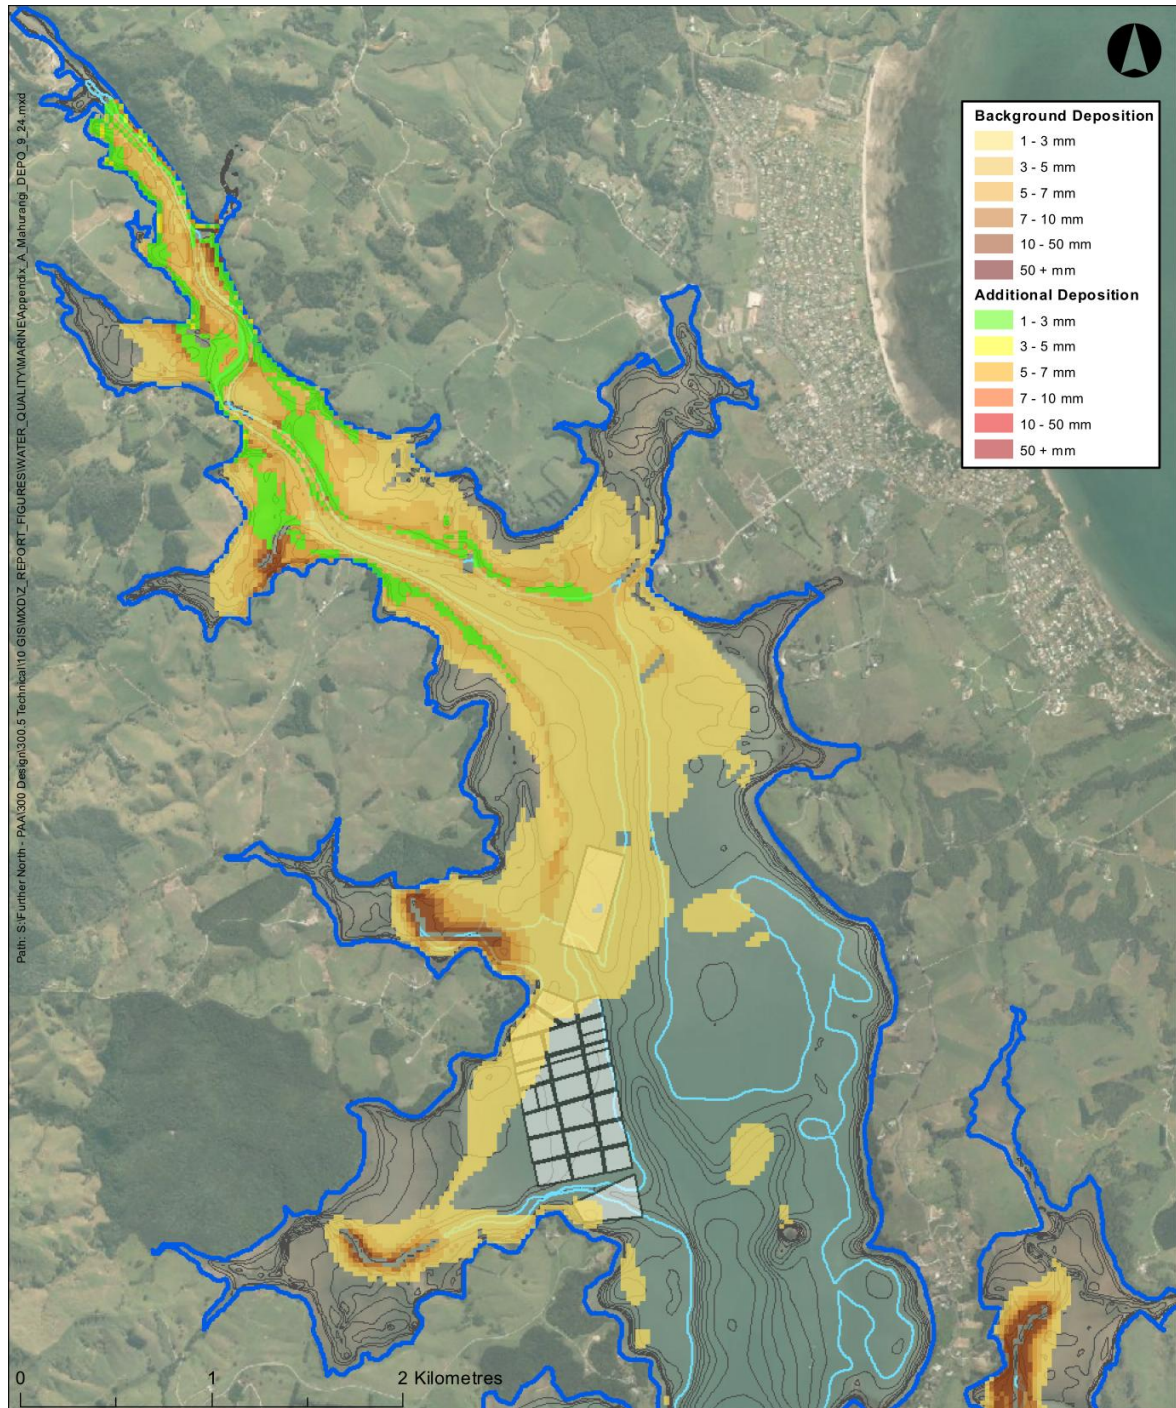 Path: S:\Further North - PAA\300 Design\300.5 Technical\10 GIS\MXD\Z_REPORT_FIGURES\WATER_QUALITY\MARINE\Appendix_A_Mahurangi_DEPO_9_24.mxd
Background Deposition
1 - 3 mm
3 - 5 mm
5 - 7 mm
7 - 10 mm
10 - 50 mm
50 + mm
Additional Deposition
1 - 3 mm
3 - 5 mm
5 - 7 mm
7 - 10 mm
10 - 50 mm
50 + mm
0 1 2 Kilometres